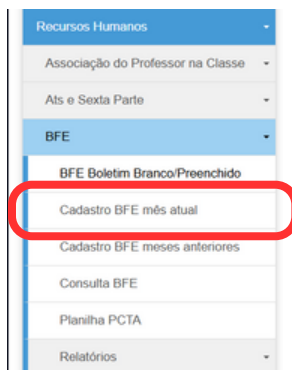 Recursos Humanos
Associação do Professor na Classe
Ats e Sexta Parte
BFE
BFE Boletim Branco/Preenchido
Cadastro BFE mês atual
Cadastro BFE meses anteriores
Consulta BFE
Planilha PCTA
Relatórios